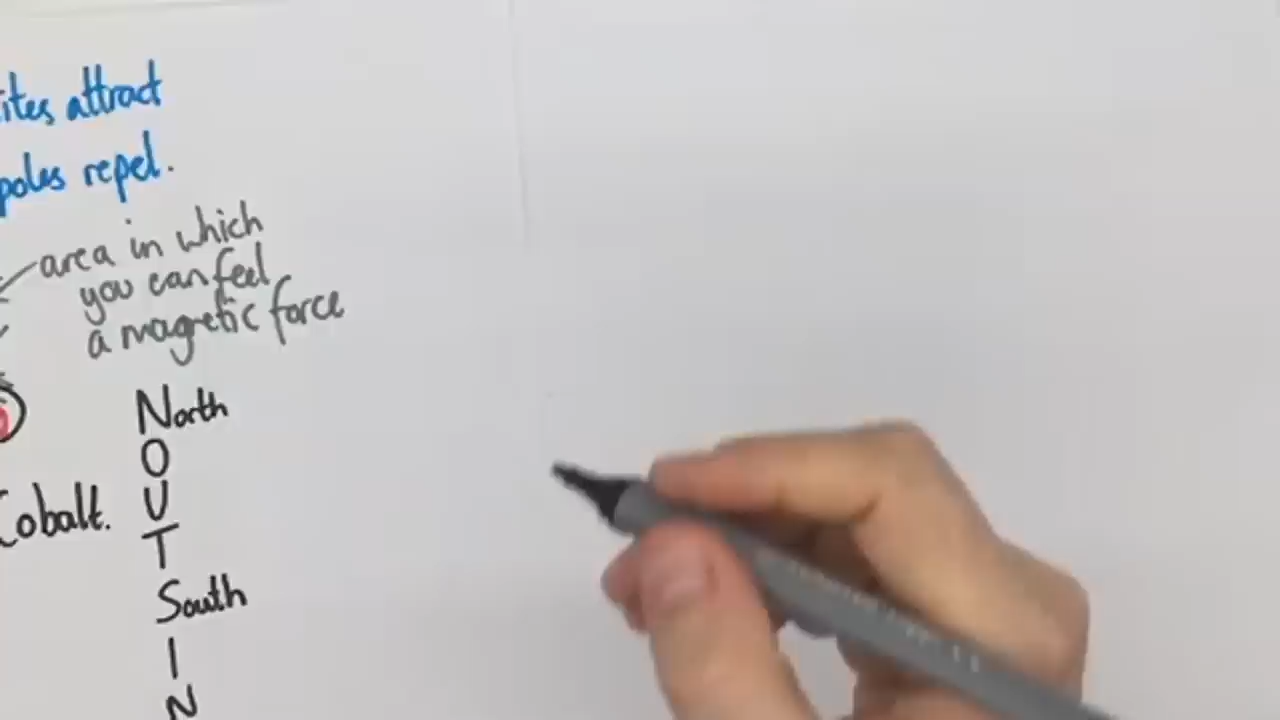 ites attract
poles repel.
area in which
you can feel
a magnetic force
North
O
U
T
Cobalt.
South
I
N